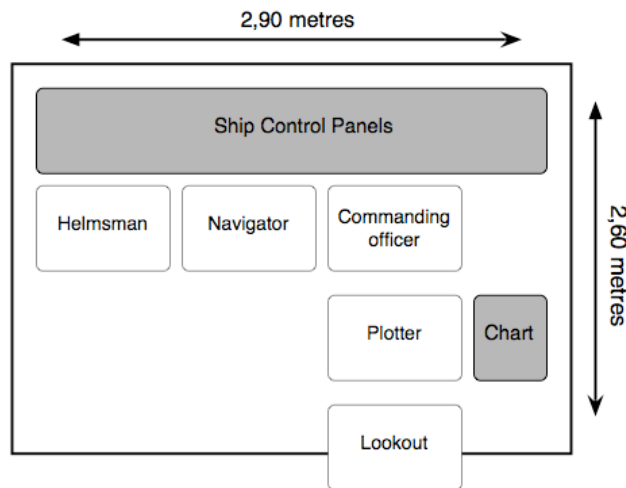 2,90 metres
Ship Control Panels
Helmsman
Navigator
Commanding
officer
2,60 metres
Plotter
Chart
Lookout